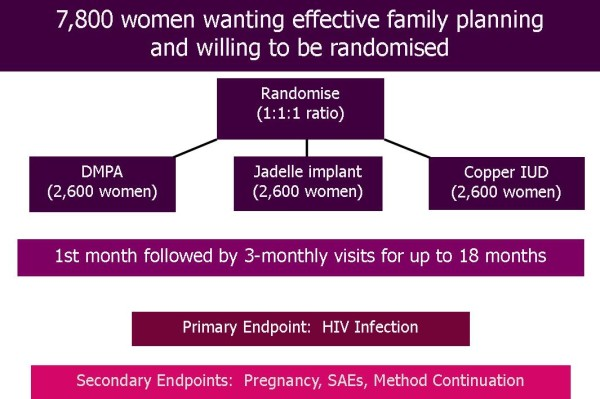 7,800 women wanting effective family planning
and willing to be randomised
Randomise
(1:1:1 ratio)
DMPA
(2,600 women)
Jadelle implant
(2,600 women)
Copper IUD
(2,600 women)
1st month followed by 3-monthly visits for up to 18 months
Primary Endpoint:  HIV Infection
Secondary Endpoints:  Pregnancy, SAEs, Method Continuation